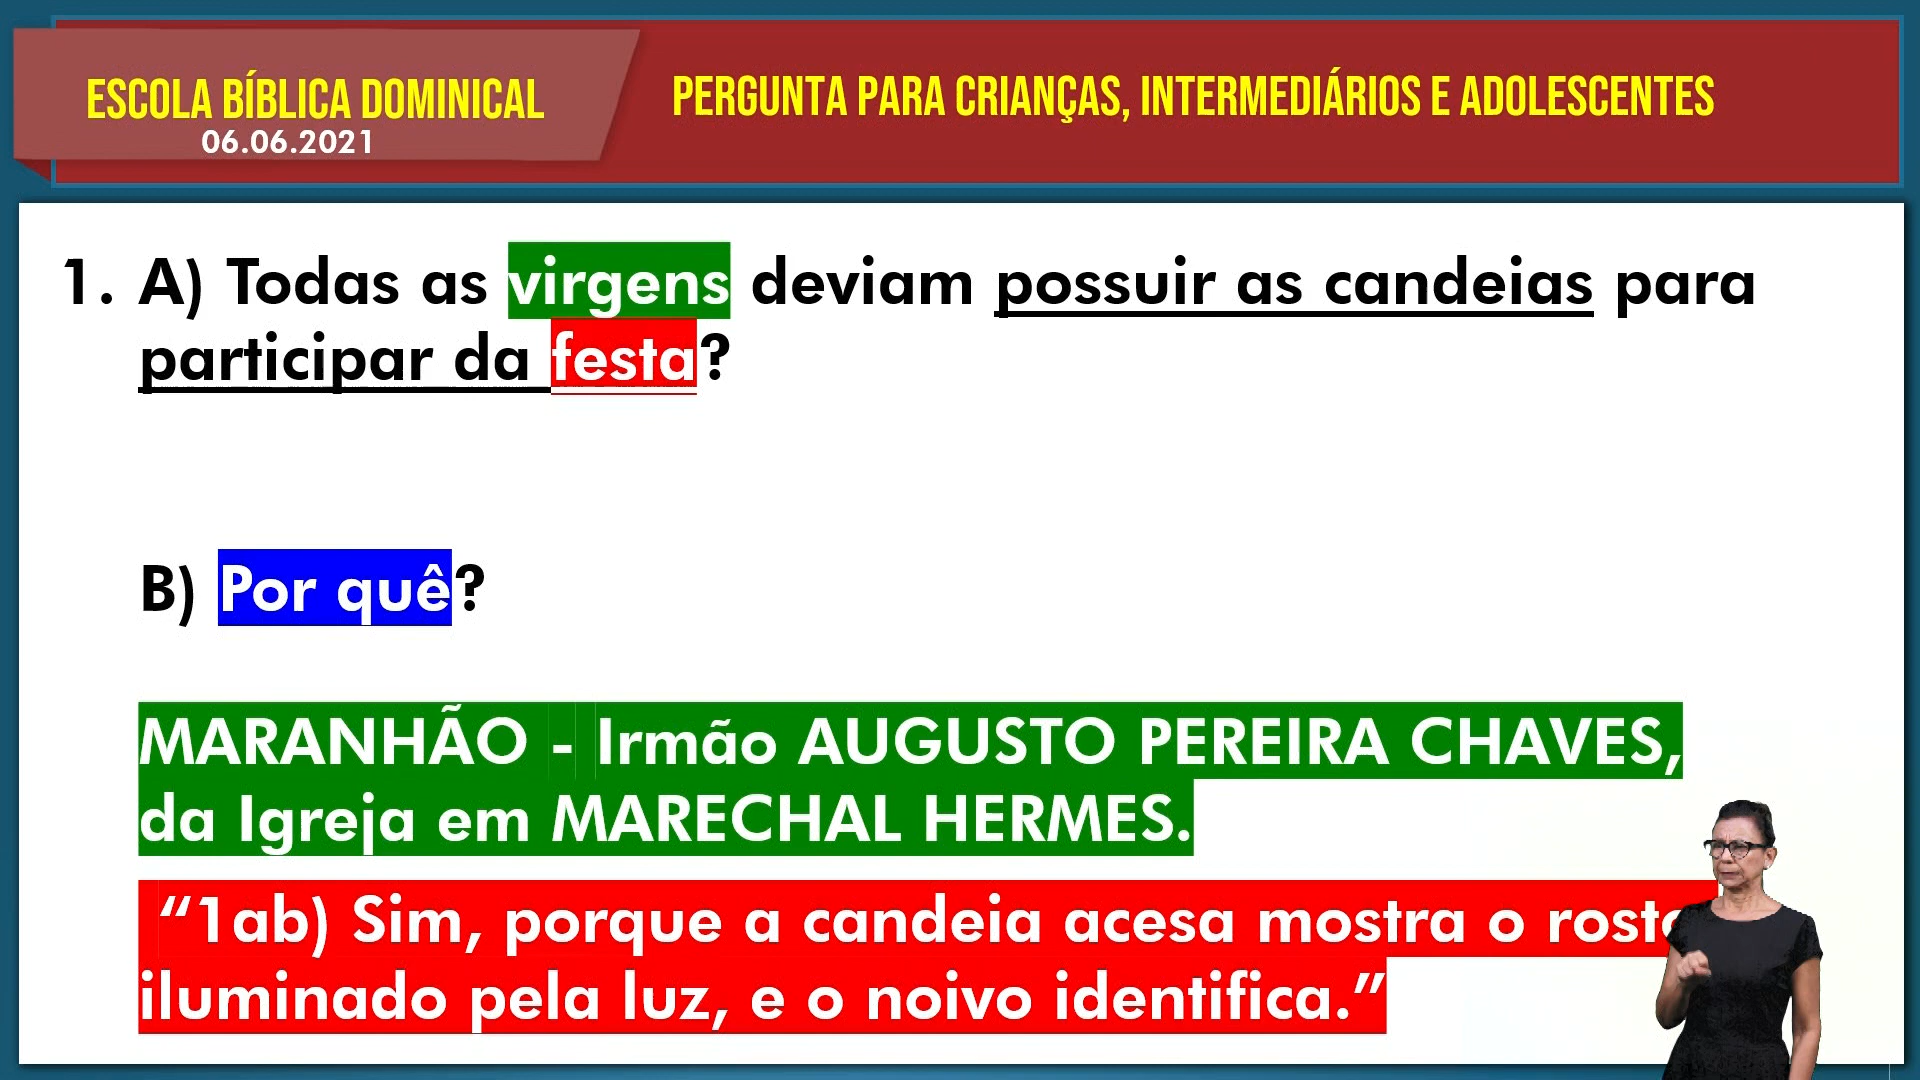 ESCOLA BÍBLICA DOMINICAL
06.06.2021
PERGUNTA PARA CRIANÇAS, INTERMEDIÁRIOS E ADOLESCENTES
1. A) Todas as virgens deviam possuir as candeias para
participar da festa?
B) Por quê?
MARANHÃO - Irmão AUGUSTO PEREIRA CHAVES,
da Igreja em MARECHAL HERMES.
“1ab) Sim, porque a candeia acesa mostra o rosto
iluminado pela luz, e o noivo identifica.”